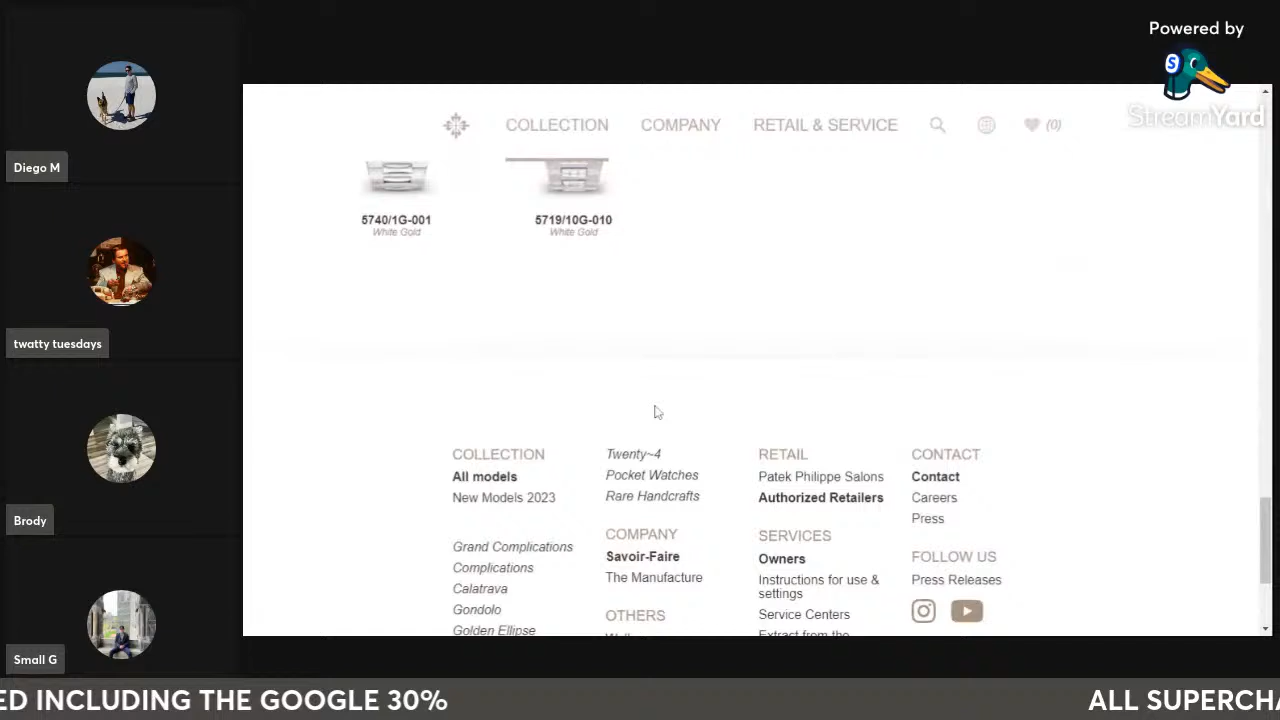 Powered by
StreamYard
Diego M
twatty tuesdays
Brody
Small G
COLLECTION COMPANY RETAIL & SERVICE (0)
5740/1G-001
White Gold
5719/10G-010
White Gold
COLLECTION
All models
New Models 2023
Grand Complications
Complications
Calatrava
Gondolo
Golden Ellipse
Twenty~4
Pocket Watches
Rare Handcrafts
COMPANY
Savoir-Faire
The Manufacture
OTHERS
RETAIL
Patek Philippe Salons
Authorized Retailers
SERVICES
Owners
Instructions for use &
settings
Service Centers
Extract from the
CONTACT
Contact
Careers
Press
FOLLOW US
Press Releases
ED INCLUDING THE GOOGLE 30% ALL SUPERCHA